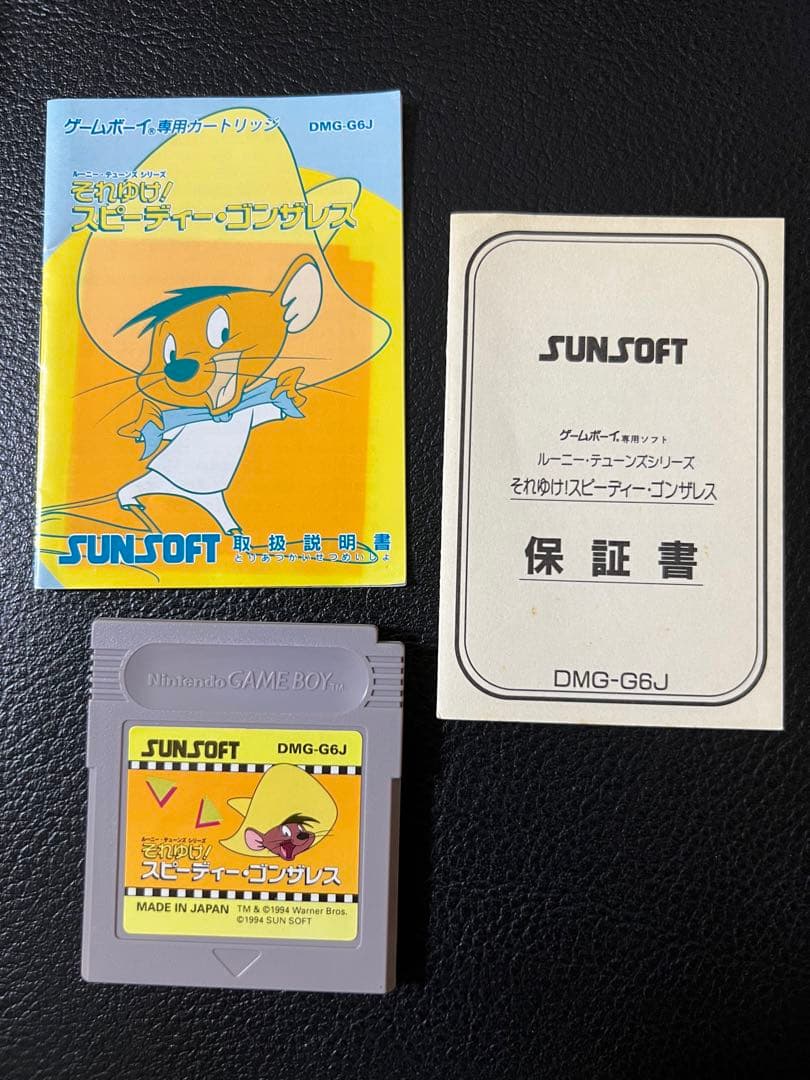 ゲームボーイ®専用カートリッジ DMG-G6J
ルーニー・テューンズ シリーズ
それゆけ!
スピーディー・ゴンザレス
SUNSOFT 取扱説明書
とりあつかいせつめいしょ
SUNSOFT
ゲームボーイ®専用ソフト
ルーニー・テューンズシリーズ
それゆけ!スピーディー・ゴンザレス
保証書
DMG-G6J
Nintendo GAME BOY™
SUNSOFT DMG-G6J
ルーニー・テューンズ シリーズ
それゆけ!
スピーディー・ゴンザレス
MADE IN JAPAN TM & ©1994 Warner Bros.
©1994 SUN SOFT